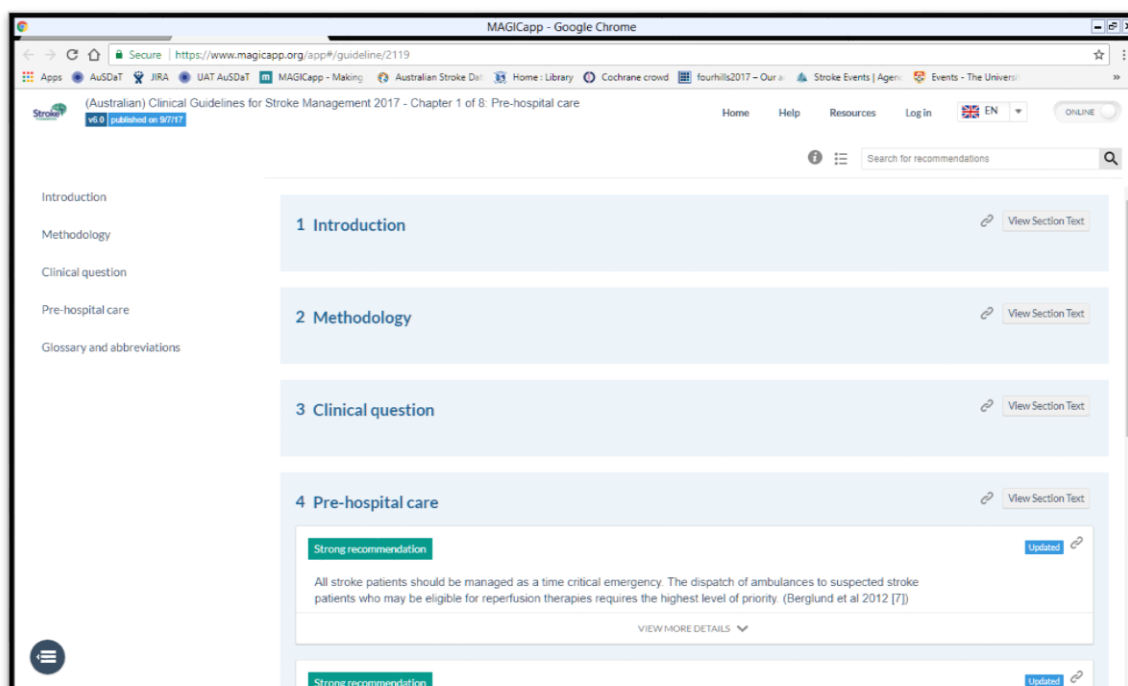 MAGICapp - Google Chrome
Secure | https://www.magicapp.org/app#/guideline/2119
Apps AuSDaT JIRA UAT AuSDaT MAGICapp - Making Australian Stroke Dat Home : Library Cochrane crowd fourhills2017 – Our a Stroke Events | Agenc Events - The Universi
(Australian) Clinical Guidelines for Stroke Management 2017 - Chapter 1 of 8: Pre-hospital care
Stroke
v6.0 published on 9/7/17
Home Help Resources Log in EN ONLINE
Search for recommendations
Introduction
Methodology
Clinical question
Pre-hospital care
Glossary and abbreviations
1 Introduction
View Section Text
2 Methodology
View Section Text
3 Clinical question
View Section Text
4 Pre-hospital care
View Section Text
Strong recommendation
Updated
All stroke patients should be managed as a time critical emergency. The dispatch of ambulances to suspected stroke
patients who may be eligible for reperfusion therapies requires the highest level of priority. (Berglund et al 2012 [7])
VIEW MORE DETAILS
Strong recommendation
Updated